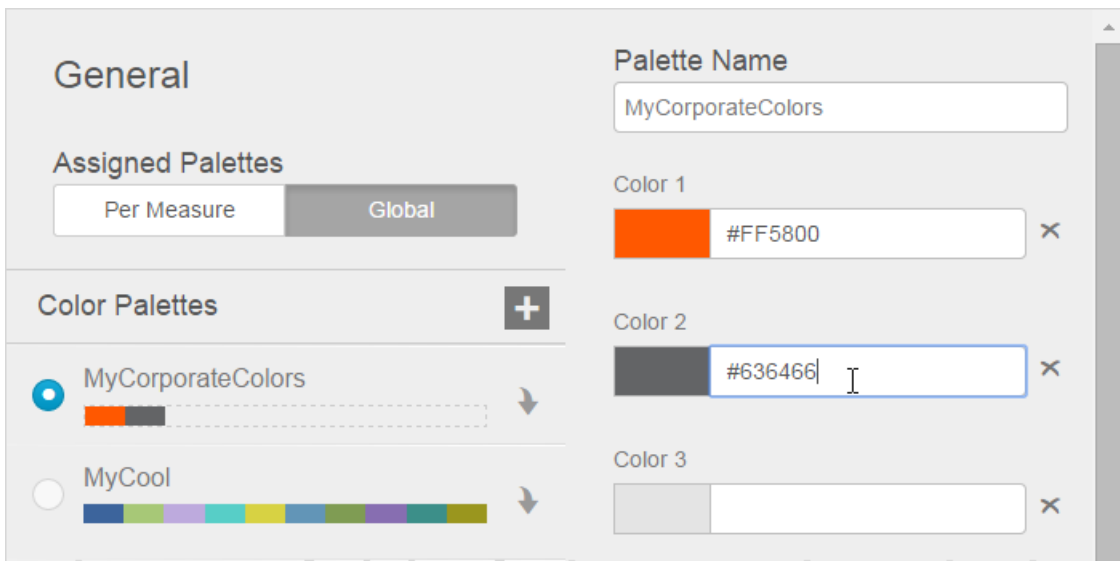 General
Assigned Palettes
Per Measure
Global
Color Palettes
MyCorporateColors
MyCool
Palette Name
MyCorporateColors
Color 1
#FF5800
Color 2
#636466
Color 3